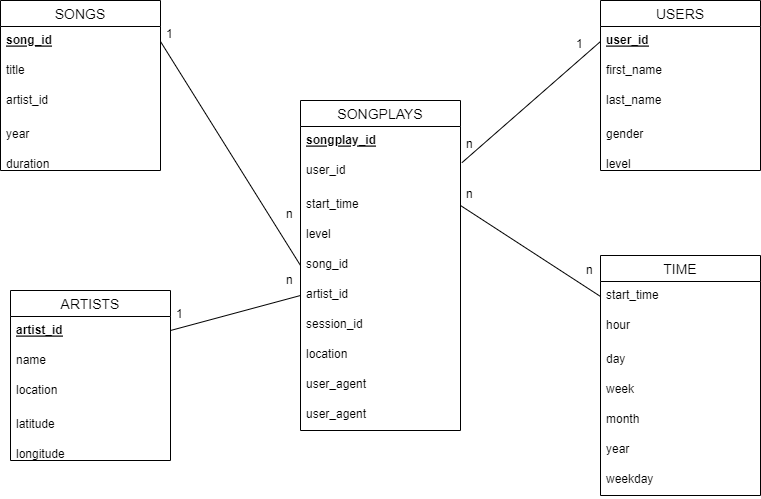 SONGS
song_id
title
artist_id
year
duration
1
n
USERS
user_id
first_name
last_name
gender
level
1
n
SONGPLAYS
songplay_id
user_id
start_time
level
song_id
artist_id
session_id
location
user_agent
user_agent
n
n
TIME
start_time
hour
day
week
month
year
weekday
ARTISTS
artist_id
name
location
latitude
longitude
1
n